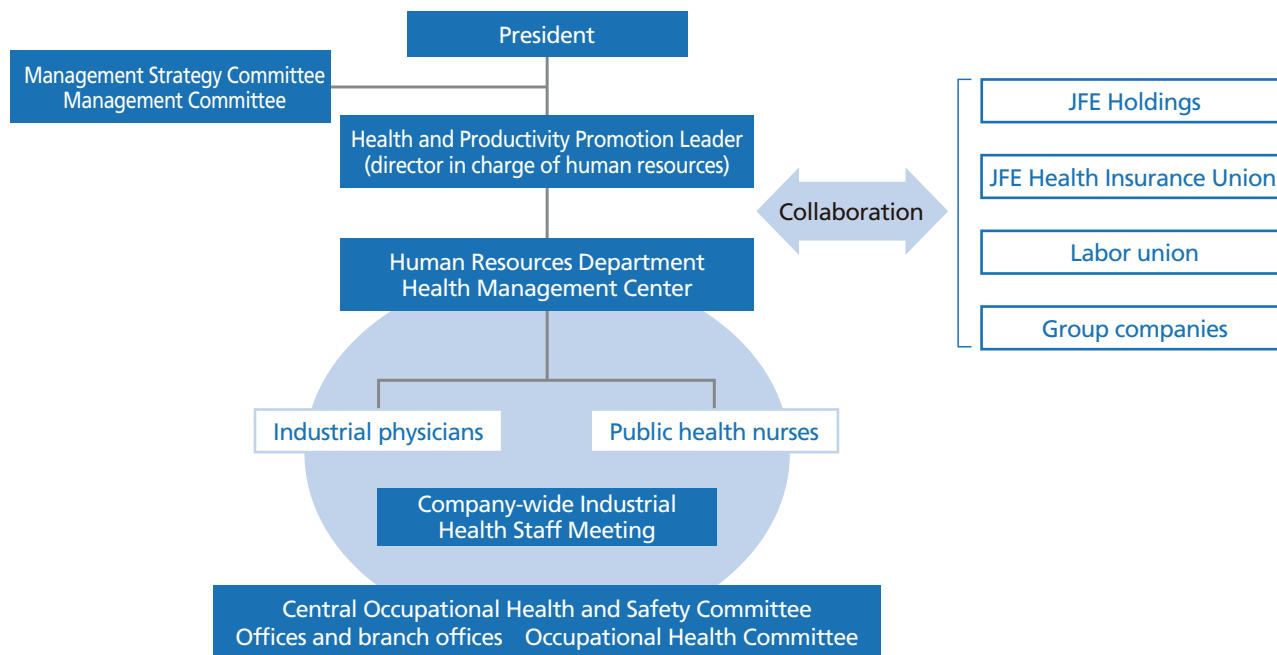 President
Management Strategy Committee
Management Committee
Health and Productivity Promotion Leader
(director in charge of human resources)
Human Resources Department
Health Management Center
Industrial physicians
Public health nurses
Company-wide Industrial
Health Staff Meeting
Central Occupational Health and Safety Committee
Offices and branch offices Occupational Health Committee
Collaboration
JFE Holdings
JFE Health Insurance Union
Labor union
Group companies